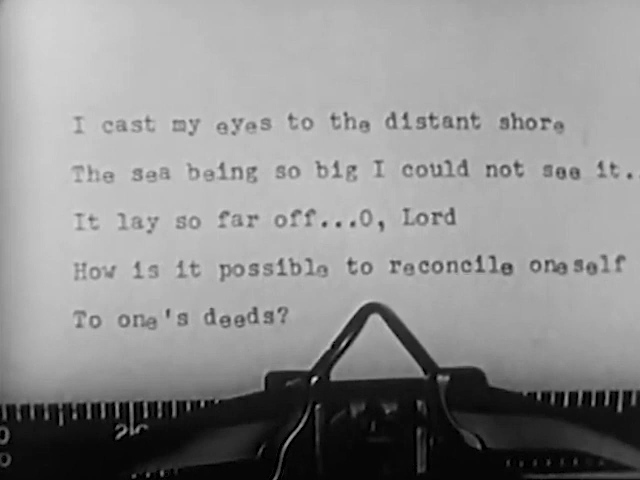 I cast my eyes to the distant shore
The sea being so big I could not see it..
It lay so far off...O, Lord
How is it possible to reconcile oneself
To one's deeds?